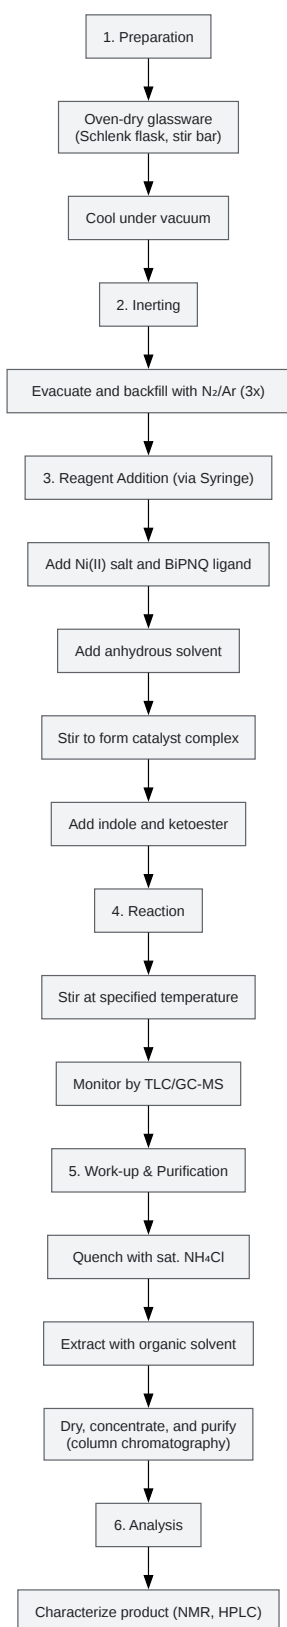 1. Preparation
Oven-dry glassware
(Schlenk flask, stir bar)
Cool under vacuum
2. Inerting
Evacuate and backfill with N₂/Ar (3x)
3. Reagent Addition (via Syringe)
Add Ni(II) salt and BiPNQ ligand
Add anhydrous solvent
Stir to form catalyst complex
Add indole and ketoester
4. Reaction
Stir at specified temperature
Monitor by TLC/GC-MS
5. Work-up & Purification
Quench with sat. NH₄Cl
Extract with organic solvent
Dry, concentrate, and purify
(column chromatography)
6. Analysis
Characterize product (NMR, HPLC)